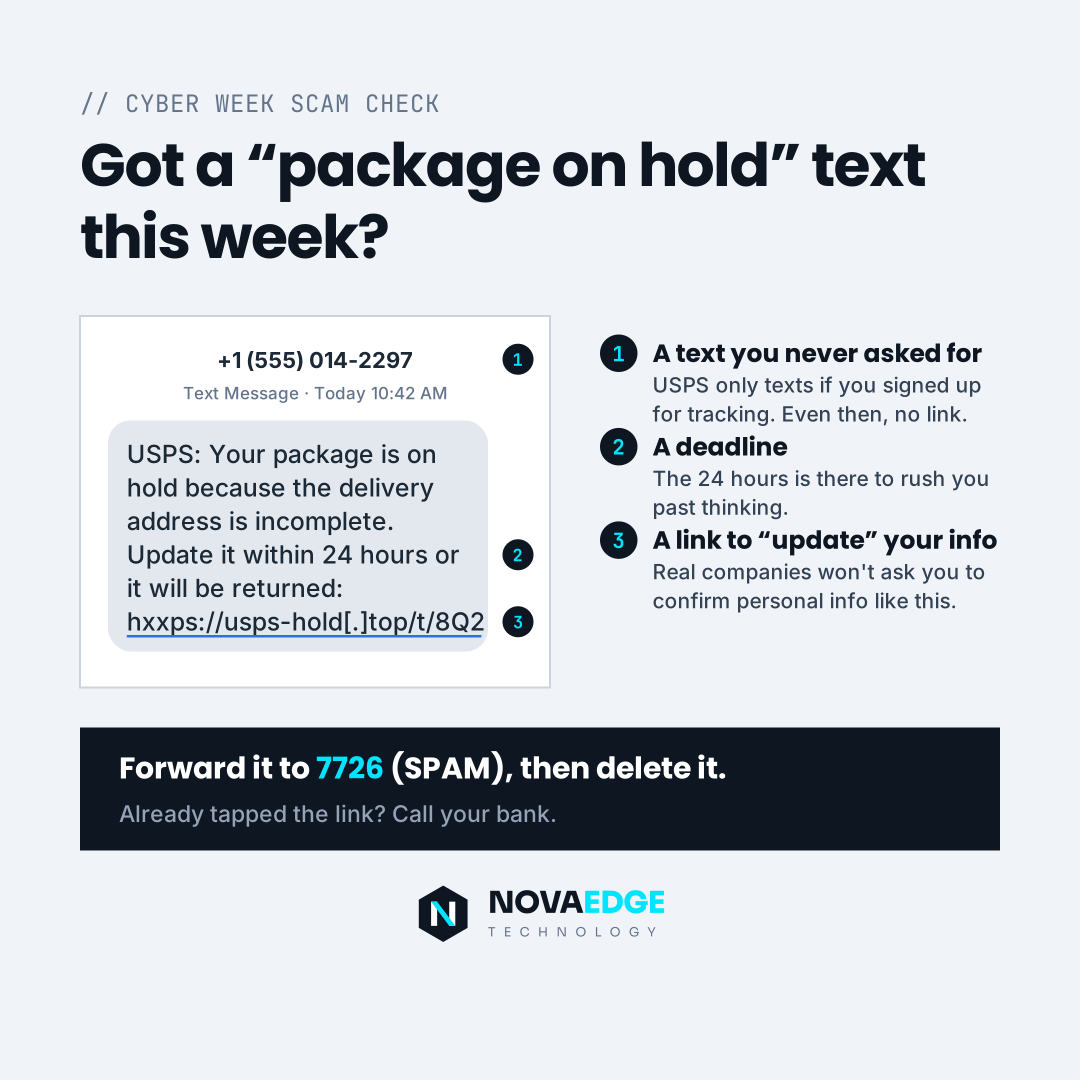 // CYBER WEEK SCAM CHECK
Got a “package on hold” text
this week?
+1 (555) 014-2297
1
Text Message · Today 10:42 AM
USPS: Your package is on
hold because the delivery
address is incomplete.
Update it within 24 hours or
2
it will be returned:
hxxps://usps-hold[.]top/t/8Q2
3
1
A text you never asked for
USPS only texts if you signed up
for tracking. Even then, no link.
2
A deadline
The 24 hours is there to rush you
past thinking.
3
A link to “update” your info
Real companies won't ask you to
confirm personal info like this.
Forward it to 7726 (SPAM), then delete it.
Already tapped the link? Call your bank.
N
NOVAEDGE
TECHNOLOGY